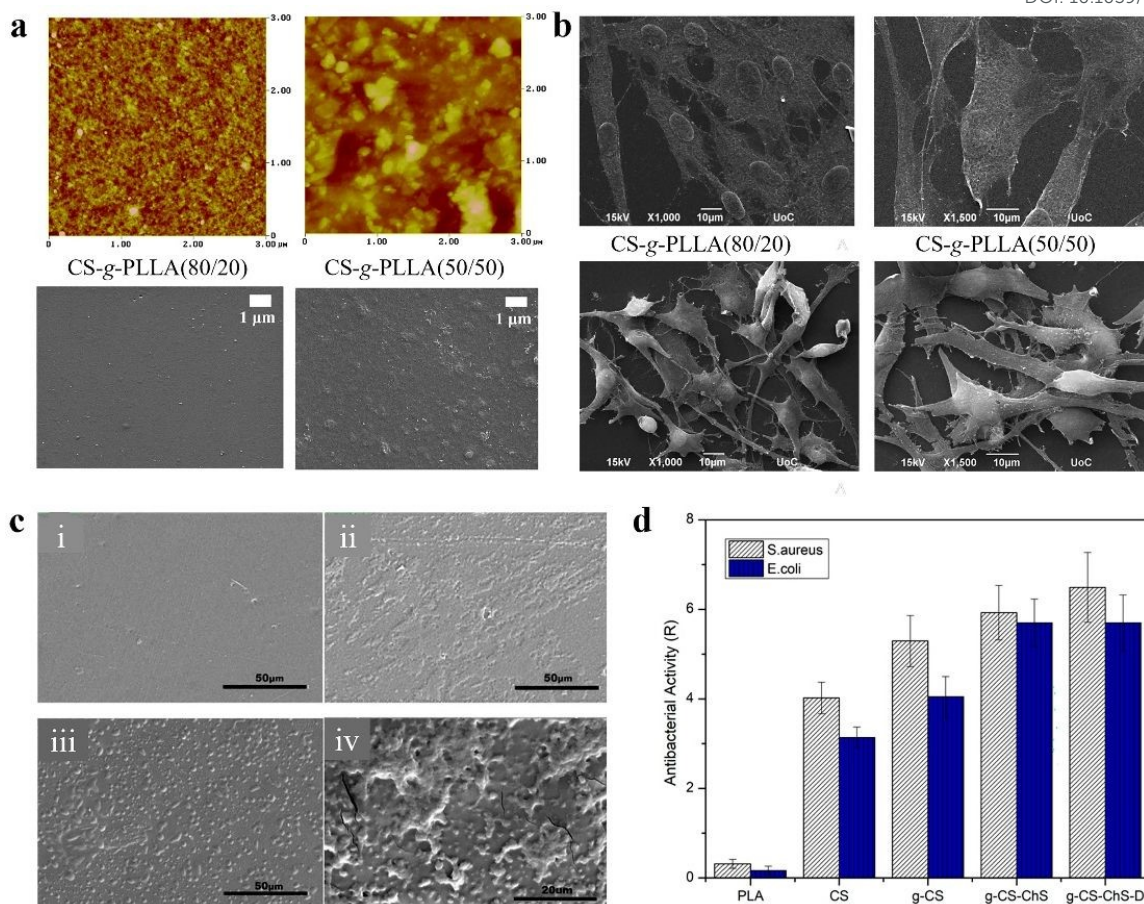 a
3.00
2.00
1.00
0
0 1.00 2.00 3.00 µm
3.00
2.00
1.00
0
0 1.00 2.00 3.00 µm
CS-g-PLLA(80/20)
CS-g-PLLA(50/50)
1 µm
1 µm
b
15kV X1,000 10µm UoC
15kV X1,500 10µm UoC
CS-g-PLLA(80/20)
CS-g-PLLA(50/50)
15kV X1,000 10µm UoC
15kV X1,500 10µm UoC
c
i
50µm
ii
50µm
iii
50µm
iv
20um
d
S.aureus
E.coli
Antibacterial Activity (R)
8
6
4
2
0
PLA CS g-CS g-CS-ChS g-CS-ChS-D